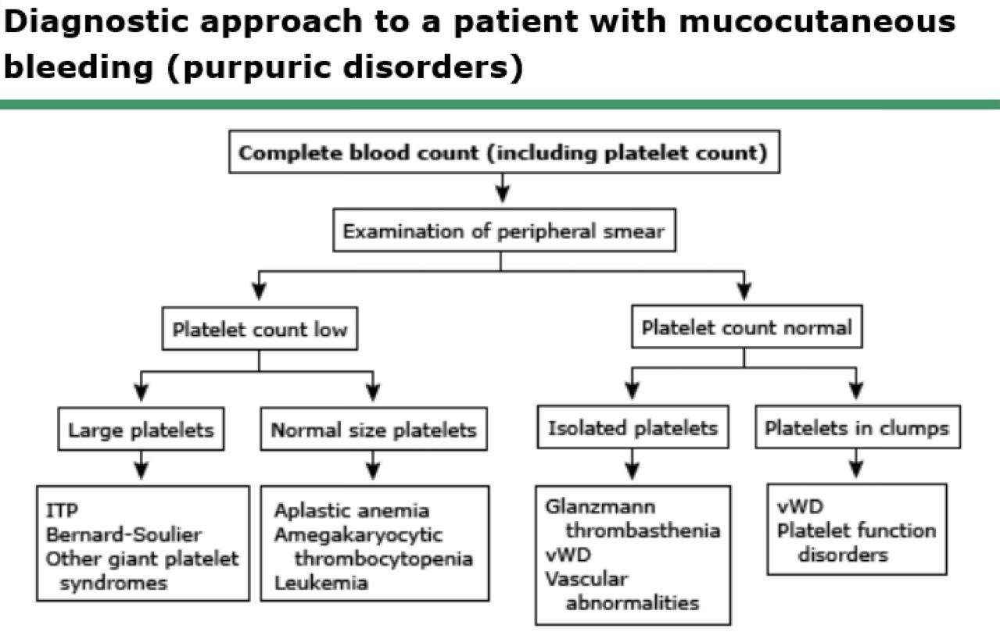 Diagnostic approach to a patient with mucocutaneous
bleeding (purpuric disorders)
Complete blood count (including platelet count)
Examination of peripheral smear
Platelet count low
Platelet count normal
Large platelets
Normal size platelets
Isolated platelets
Platelets in clumps
ITP
Bernard-Soulier
Other giant platelet
syndromes
Aplastic anemia
Amegakaryocytic
thrombocytopenia
Leukemia
Glanzmann
thrombasthenia
vWD
Vascular
abnormalities
vWD
Platelet function
disorders